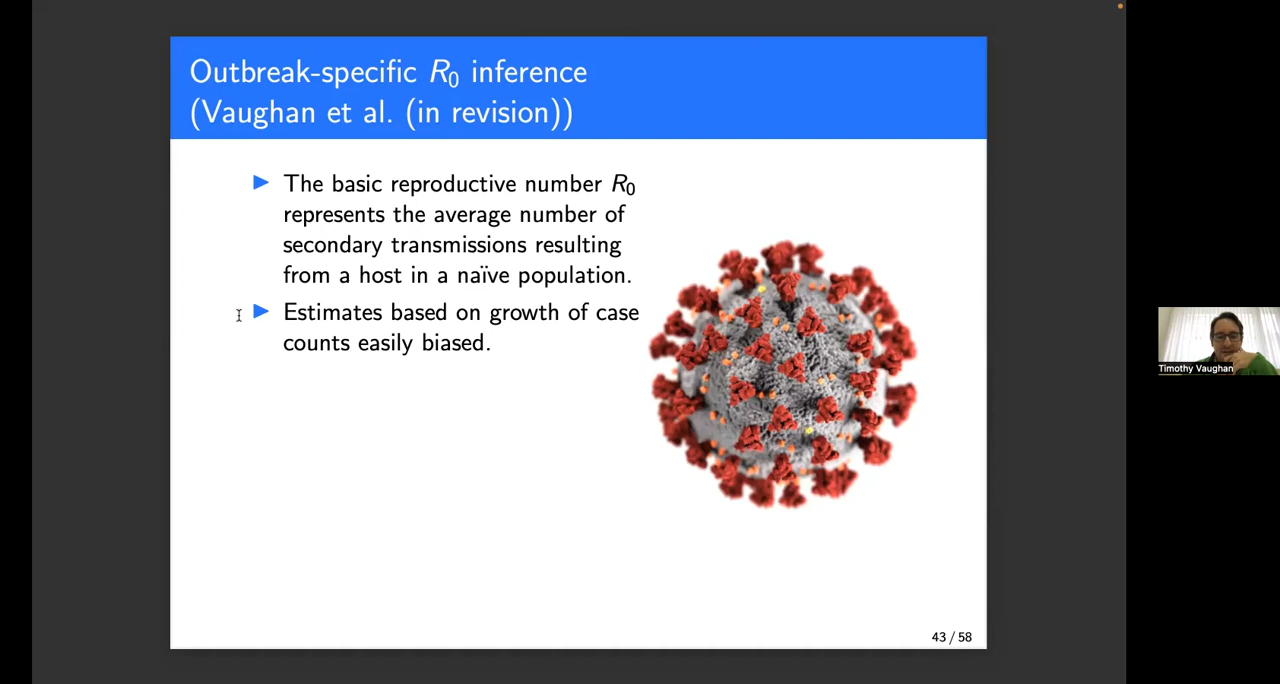 Outbreak-specific R0 inference
(Vaughan et al. (in revision))
▶ The basic reproductive number R0
represents the average number of
secondary transmissions resulting
from a host in a naïve population.
▶ Estimates based on growth of case
counts easily biased.
43 / 58
Timothy Vaughan